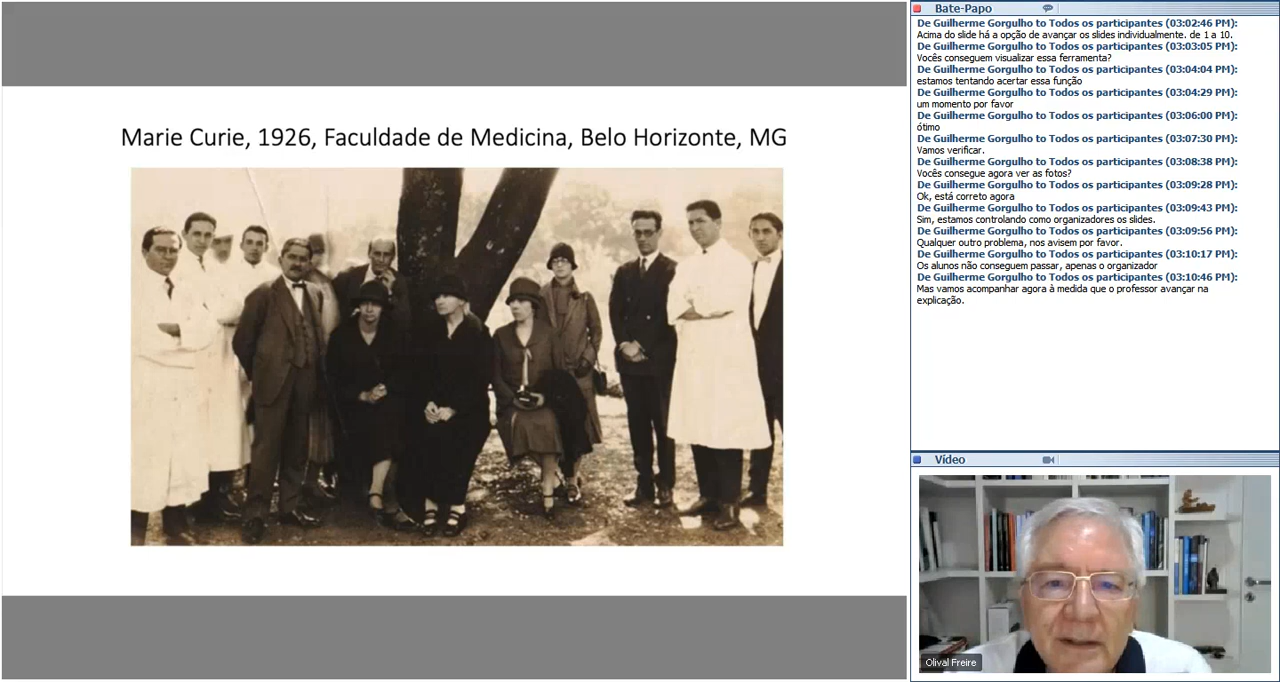 Marie Curie, 1926, Faculdade de Medicina, Belo Horizonte, MG
Bate-Papo
De Guilherme Gorgulho to Todos os participantes (03:02:46 PM):
Acima do slide há a opção de avançar os slides individualmente. de 1 a 10.
De Guilherme Gorgulho to Todos os participantes (03:03:05 PM):
Vocês conseguem visualizar essa ferramenta?
De Guilherme Gorgulho to Todos os participantes (03:04:04 PM):
estamos tentando acertar essa função
De Guilherme Gorgulho to Todos os participantes (03:04:29 PM):
um momento por favor
De Guilherme Gorgulho to Todos os participantes (03:06:00 PM):
ótimo
De Guilherme Gorgulho to Todos os participantes (03:07:30 PM):
Vamos verificar.
De Guilherme Gorgulho to Todos os participantes (03:08:38 PM):
Vocês consegue agora ver as fotos?
De Guilherme Gorgulho to Todos os participantes (03:09:28 PM):
Ok, está correto agora
De Guilherme Gorgulho to Todos os participantes (03:09:43 PM):
Sim, estamos controlando como organizadores os slides.
De Guilherme Gorgulho to Todos os participantes (03:09:56 PM):
Qualquer outro problema, nos avisem por favor.
De Guilherme Gorgulho to Todos os participantes (03:10:17 PM):
Os alunos não conseguem passar, apenas o organizador
De Guilherme Gorgulho to Todos os participantes (03:10:46 PM):
Mas vamos acompanhar agora à medida que o professor avançar na
explicação.
Vídeo
Olival Freire